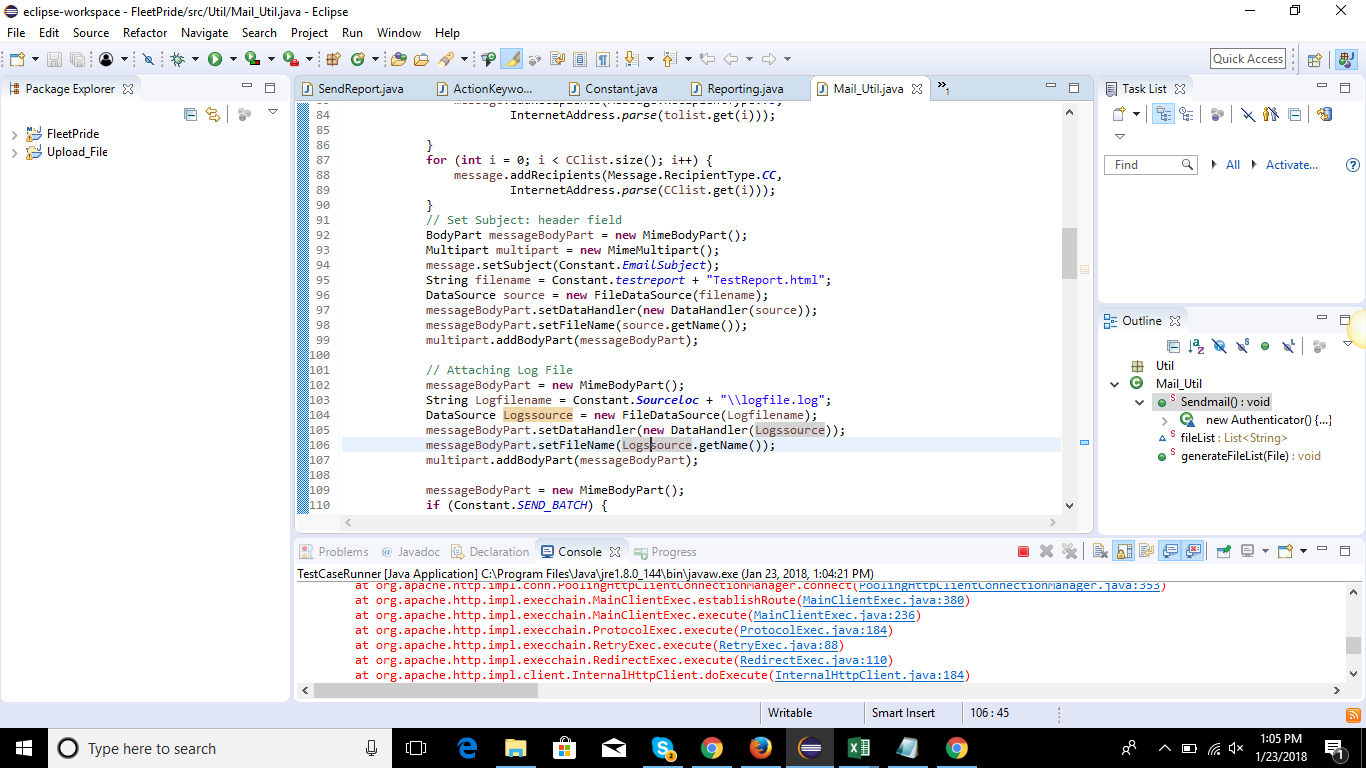 eclipse-workspace - FleetPride/src/Util/Mail_Util.java - Eclipse
File Edit Source Refactor Navigate Search Project Run Window Help
Quick Access
Package Explorer
FleetPride
Upload_File
SendReport.java ActionKeywo... Constant.java Reporting.java Mail_Util.java »1
84 InternetAddress.parse(tolist.get(i)));
85
86 }
87 for (int i = 0; i < CClist.size(); i++) {
88 message.addRecipients(Message.RecipientType.CC,
89 InternetAddress.parse(CClist.get(i)));
90 }
91 // Set Subject: header field
92 BodyPart messageBodyPart = new MimeBodyPart();
93 Multipart multipart = new MimeMultipart();
94 message.setSubject(Constant.EmailSubject);
95 String filename = Constant.testreport + "TestReport.html";
96 DataSource source = new FileDataSource(filename);
97 messageBodyPart.setDataHandler(new DataHandler(source));
98 messageBodyPart.setFileName(source.getName());
99 multipart.addBodyPart(messageBodyPart);
100
101 // Attaching Log File
102 messageBodyPart = new MimeBodyPart();
103 String Logfilename = Constant.Sourceloc + "\\logfile.log";
104 DataSource Logssource = new FileDataSource(Logfilename);
105 messageBodyPart.setDataHandler(new DataHandler(Logssource));
106 messageBodyPart.setFileName(Logssource.getName());
107 multipart.addBodyPart(messageBodyPart);
108
109 messageBodyPart = new MimeBodyPart();
110 if (Constant.SEND_BATCH) {
Task List
Find All Activate...
Outline
Util
Mail_Util
Sendmail() : void
new Authenticator() {...}
fileList : List<String>
generateFileList(File) : void
Problems @ Javadoc Declaration Console Progress
TestCaseRunner [Java Application] C:\Program Files\Java\jre1.8.0_144\bin\javaw.exe (Jan 23, 2018, 1:04:21 PM)
at org.apache.http.impl.conn.PoolingHttpClientConnectionManager.connect(PoolingHttpClientConnectionManager.java:353)
at org.apache.http.impl.execchain.MainClientExec.establishRoute(MainClientExec.java:380)
at org.apache.http.impl.execchain.MainClientExec.execute(MainClientExec.java:236)
at org.apache.http.impl.execchain.ProtocolExec.execute(ProtocolExec.java:184)
at org.apache.http.impl.execchain.RetryExec.execute(RetryExec.java:88)
at org.apache.http.impl.execchain.RedirectExec.execute(RedirectExec.java:110)
at org.apache.http.impl.client.InternalHttpClient.doExecute(InternalHttpClient.java:184)
Writable Smart Insert 106 : 45
Type here to search
1:05 PM
1/23/2018